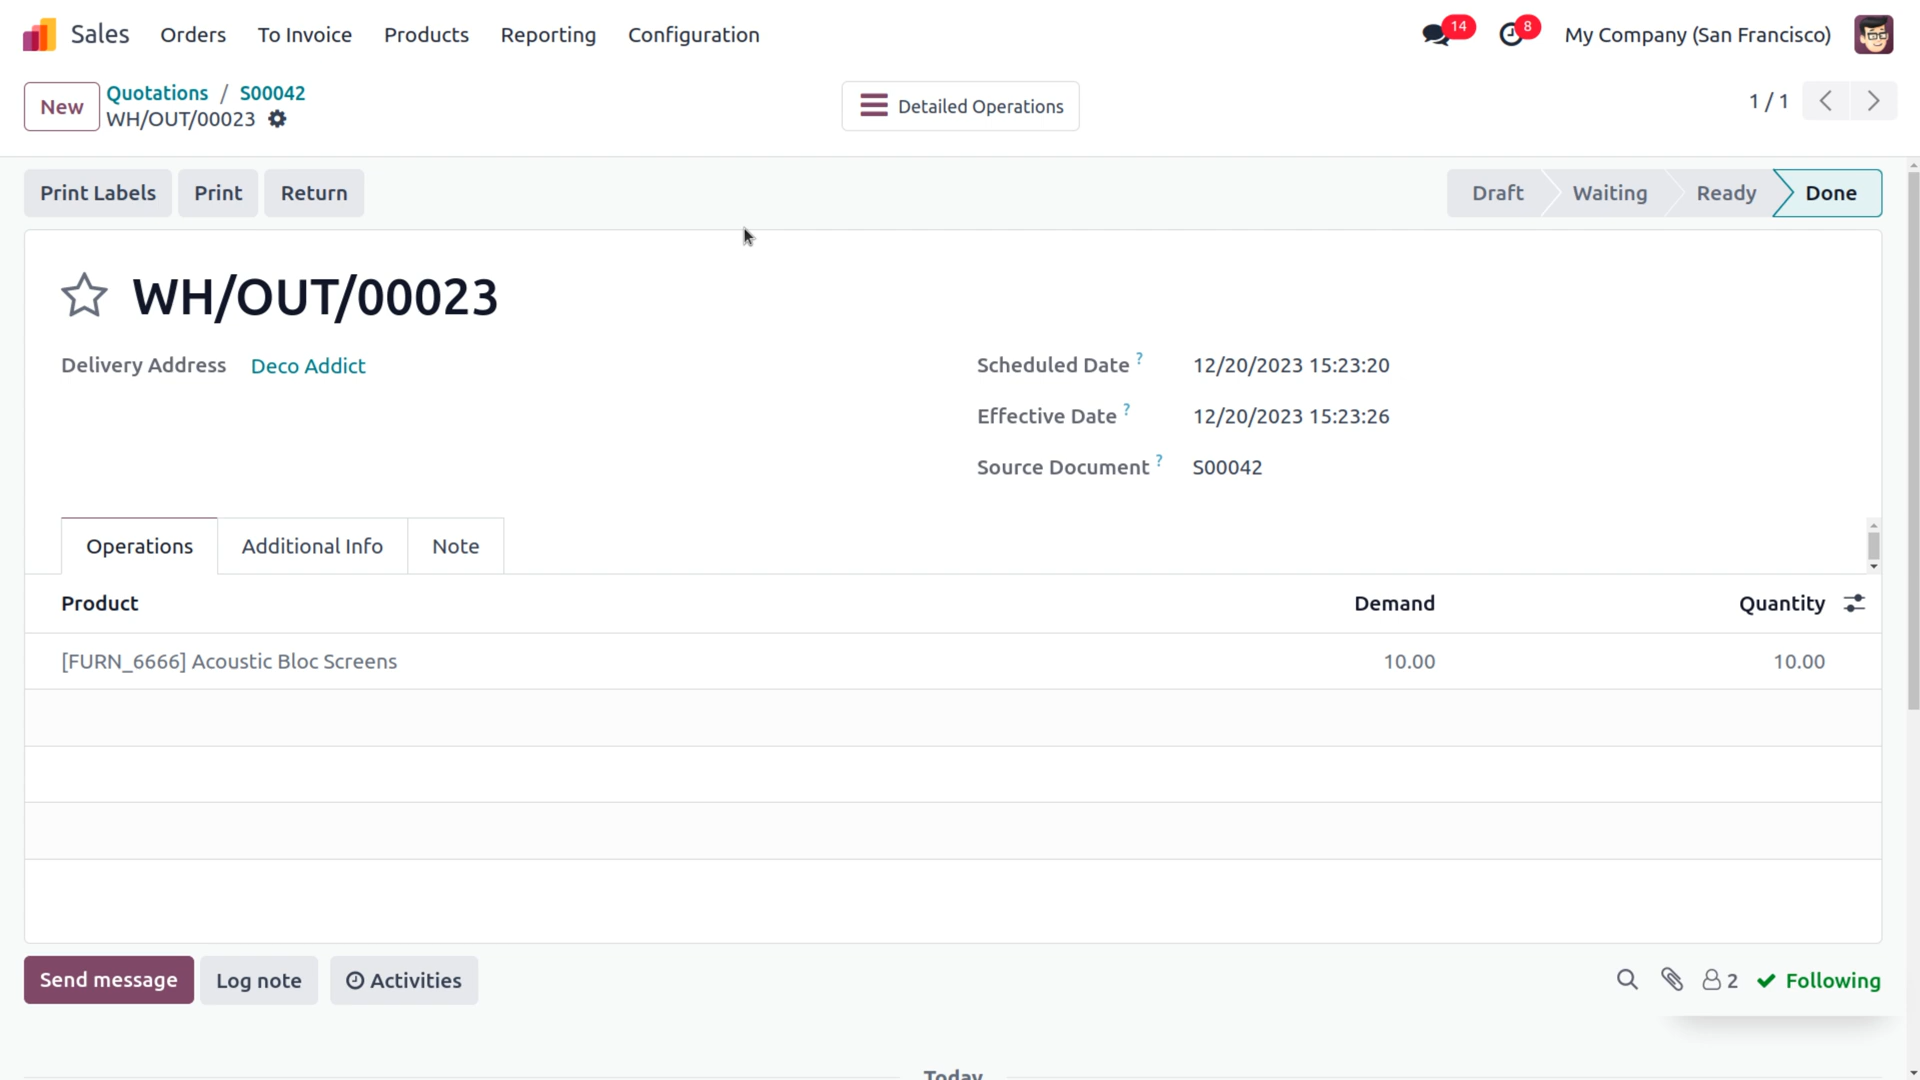 Sales Orders To Invoice Products Reporting Configuration 14 8 My Company (San Francisco)
New Quotations / S00042 Detailed Operations 1 / 1
WH/OUT/00023
Print Labels Print Return Draft Waiting Ready Done
WH/OUT/00023
Delivery Address Deco Addict Scheduled Date ? 12/20/2023 15:23:20
Effective Date ? 12/20/2023 15:23:26
Source Document ? S00042
Operations Additional Info Note
Product Demand Quantity
[FURN_6666] Acoustic Bloc Screens 10.00 10.00
Send message Log note Activities 2 Following
Today